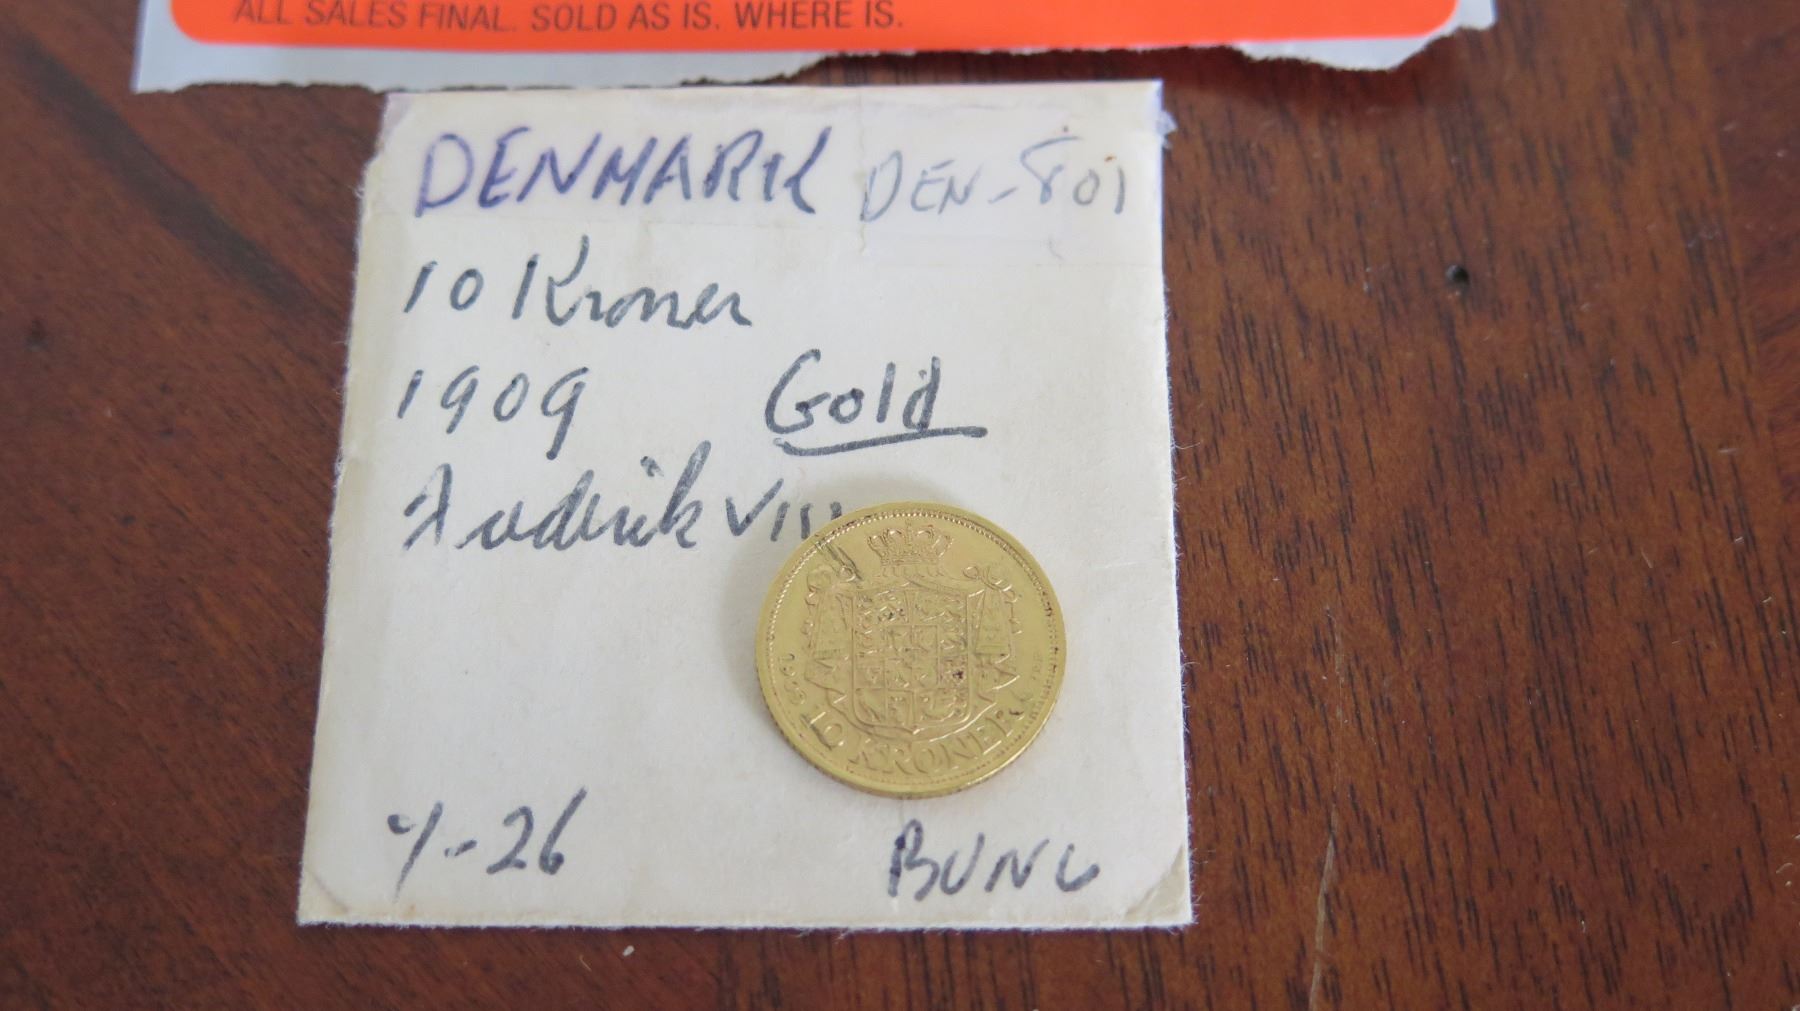 ALL SALES FINAL. SOLD AS IS. WHERE IS.
DENMARK DEN-801
10 Kroner
1909 Gold
Frederik VIII
10 KRONER
Y-26 BUNC